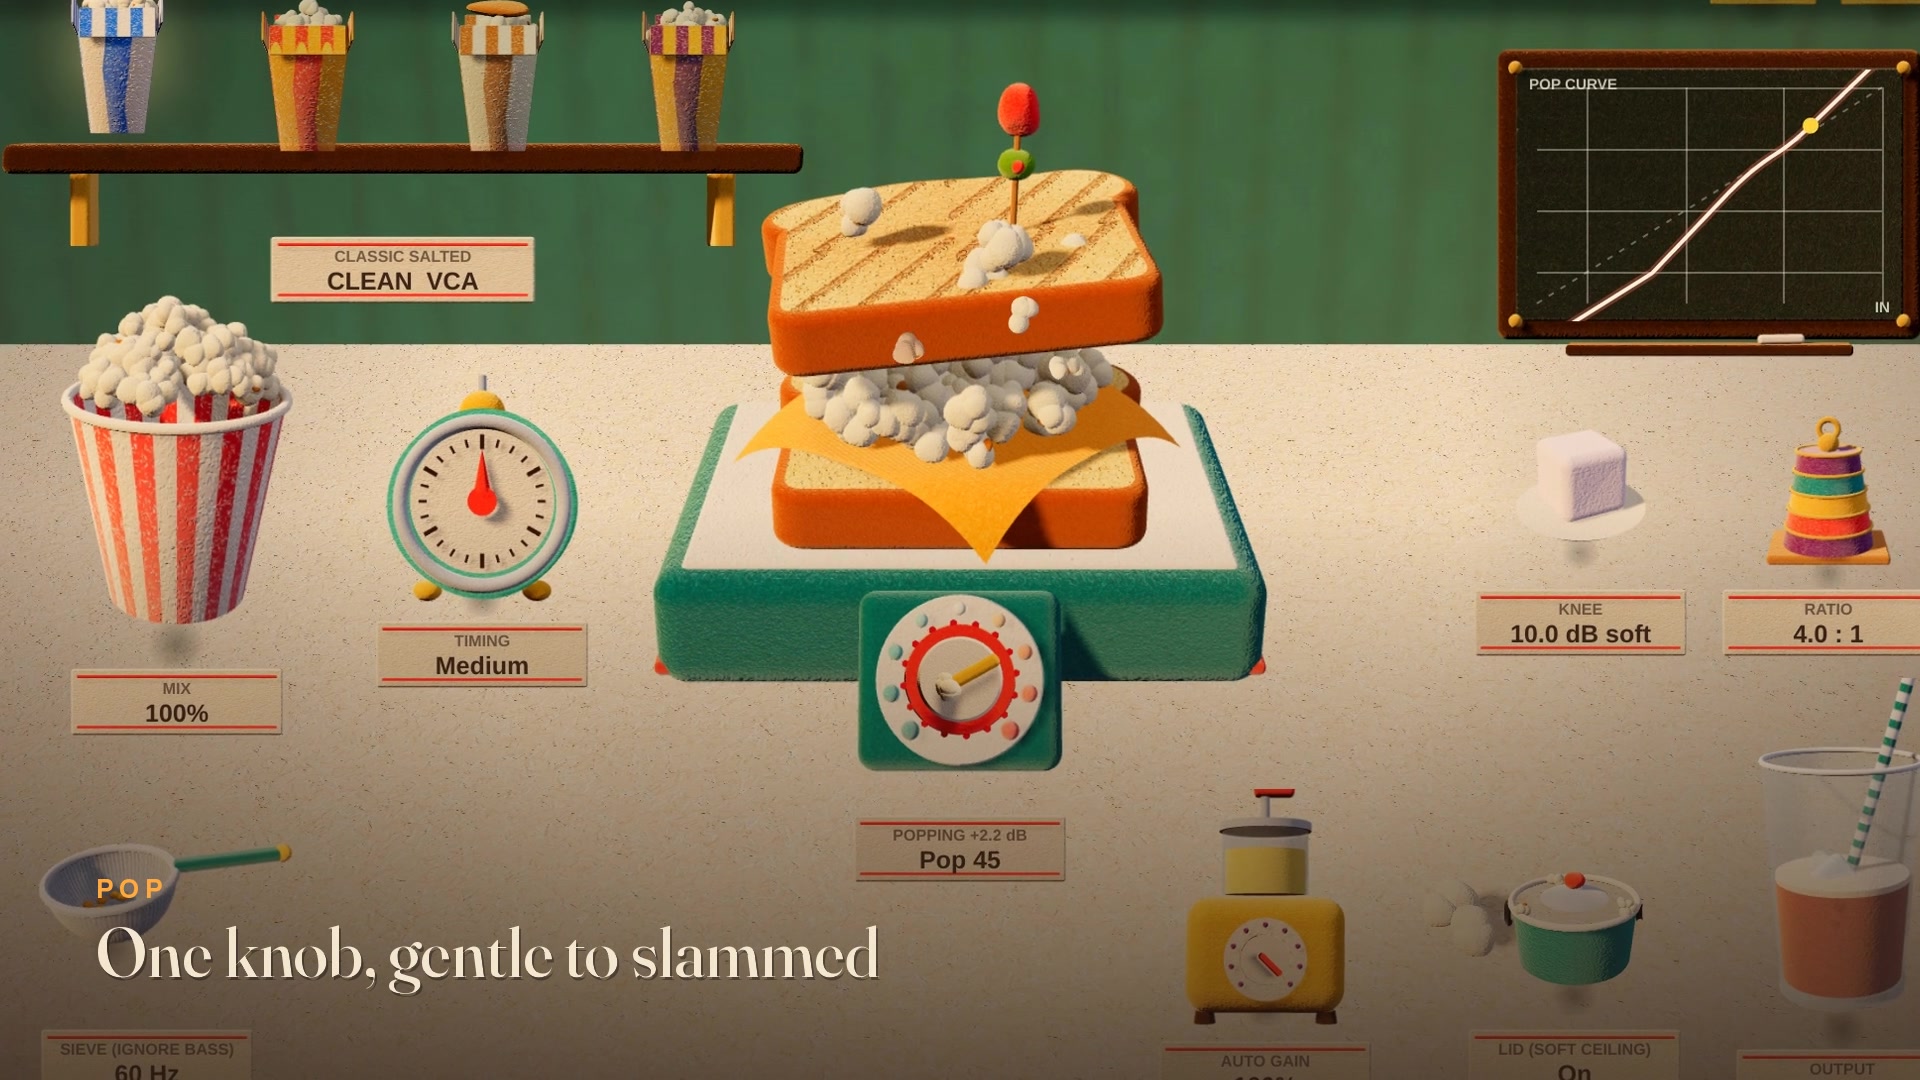 POP CURVE
IN
CLASSIC SALTED
CLEAN VCA
KNEE
10.0 dB soft
RATIO
4.0 : 1
TIMING
Medium
MIX
100%
POPPING +2.2 dB
Pop 45
POP
One knob, gentle to slammed
SIEVE (IGNORE BASS)
60 Hz
AUTO GAIN
LID (SOFT CEILING)
On
OUTPUT